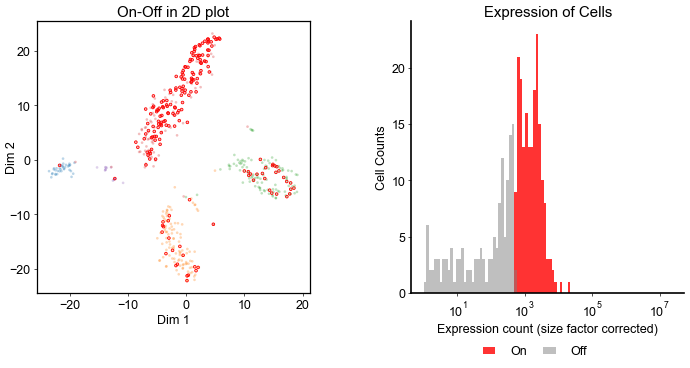 On-Off in 2D plot
20
10
0
−10
−20
Dim 2
−20
−10
0
10
20
Dim 1
Expression of Cells
20
15
10
5
0
Cell Counts
10^1
10^3
10^5
10^7
Expression count (size factor corrected)
On
Off